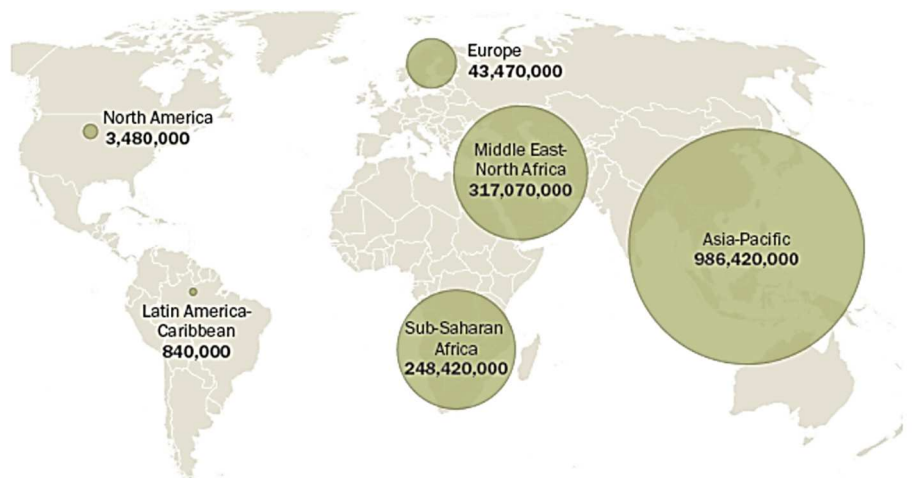 Europe
43,470,000
North America
3,480,000
Middle East-
North Africa
317,070,000
Asia-Pacific
986,420,000
Latin America-
Caribbean
840,000
Sub-Saharan
Africa
248,420,000